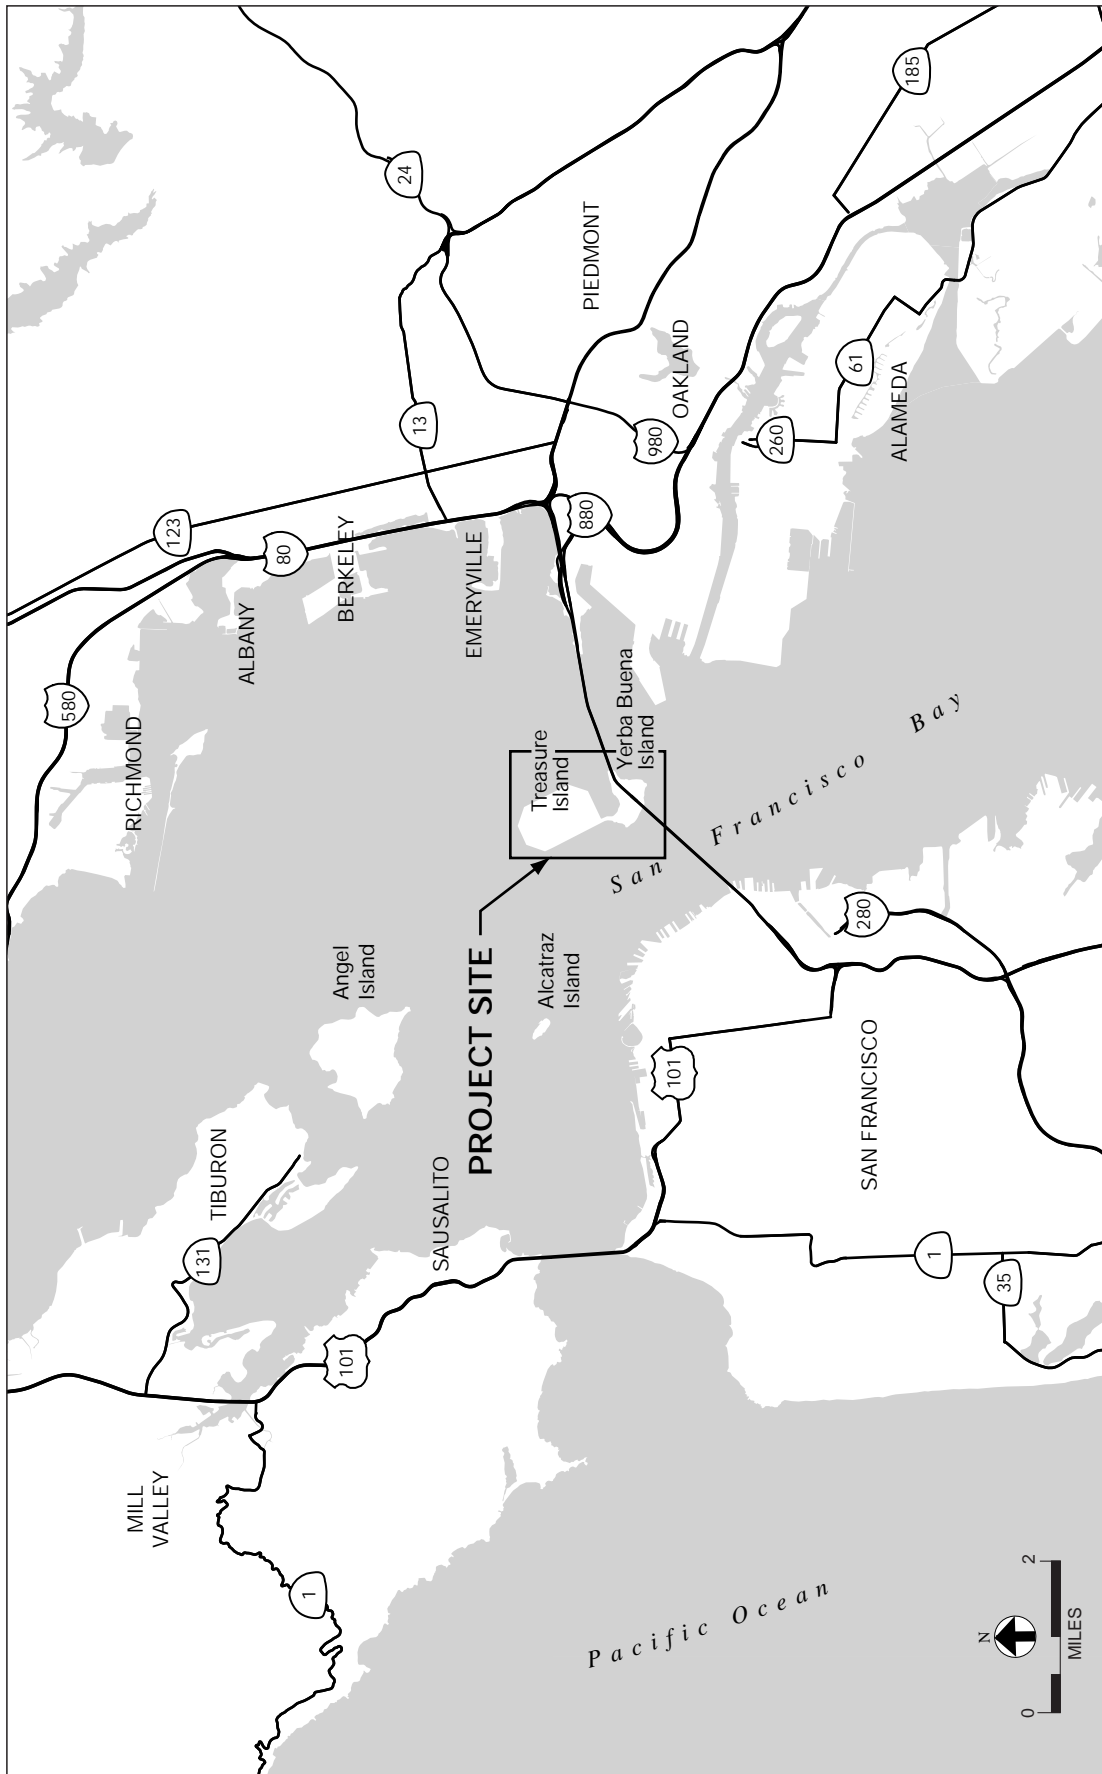 24
185
PIEDMONT
13
OAKLAND
980
260
61
ALAMEDA
123
80
BERKELEY
880
EMERYVILLE
ALBANY
580
RICHMOND
Treasure
Island
Yerba Buena
Island
San Francisco Bay
Angel
Island
PROJECT SITE
Alcatraz
Island
280
101
SAN FRANCISCO
TIBURON
131
SAUSALITO
1
35
101
MILL
VALLEY
1
Pacific Ocean
N
0
2
MILES